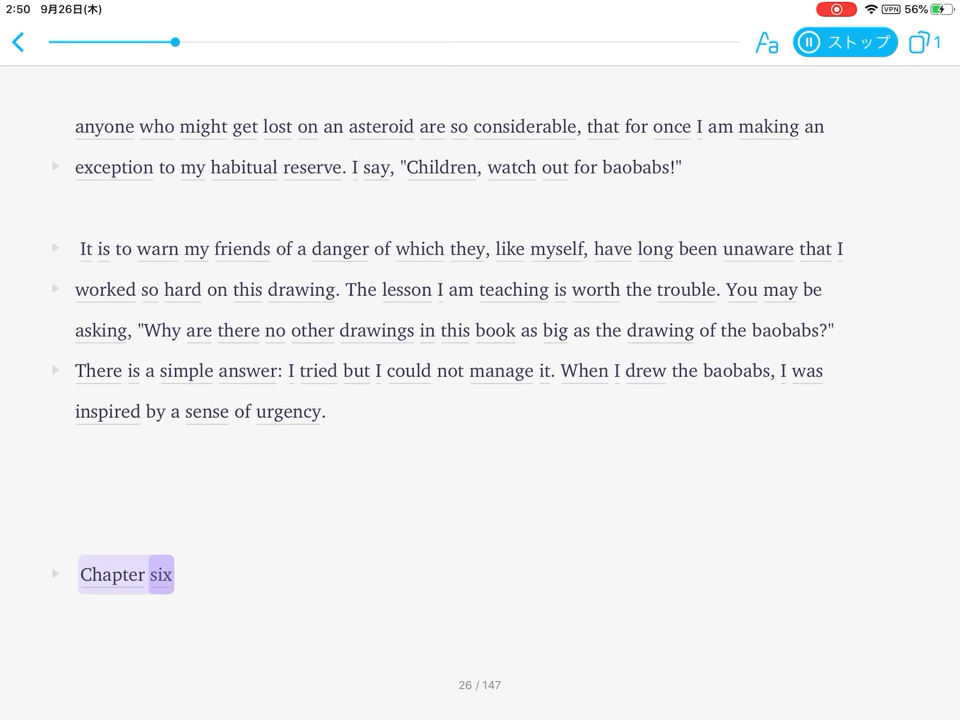 2:50 9月26日(木)
VPN 56%
ストップ 1
anyone who might get lost on an asteroid are so considerable, that for once I am making an
exception to my habitual reserve. I say, "Children, watch out for baobabs!"
It is to warn my friends of a danger of which they, like myself, have long been unaware that I
worked so hard on this drawing. The lesson I am teaching is worth the trouble. You may be
asking, "Why are there no other drawings in this book as big as the drawing of the baobabs?"
There is a simple answer: I tried but I could not manage it. When I drew the baobabs, I was
inspired by a sense of urgency.
Chapter six
26 / 147